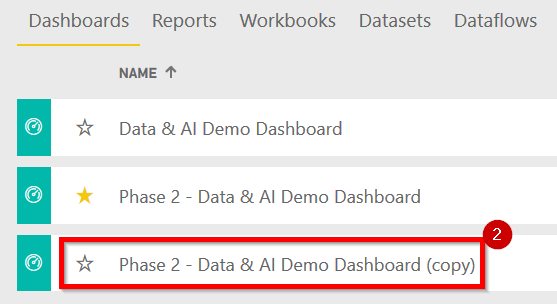 Dashboards Reports Workbooks Datasets Dataflows
NAME ↑
Data & AI Demo Dashboard
Phase 2 - Data & AI Demo Dashboard
2
Phase 2 - Data & AI Demo Dashboard (copy)